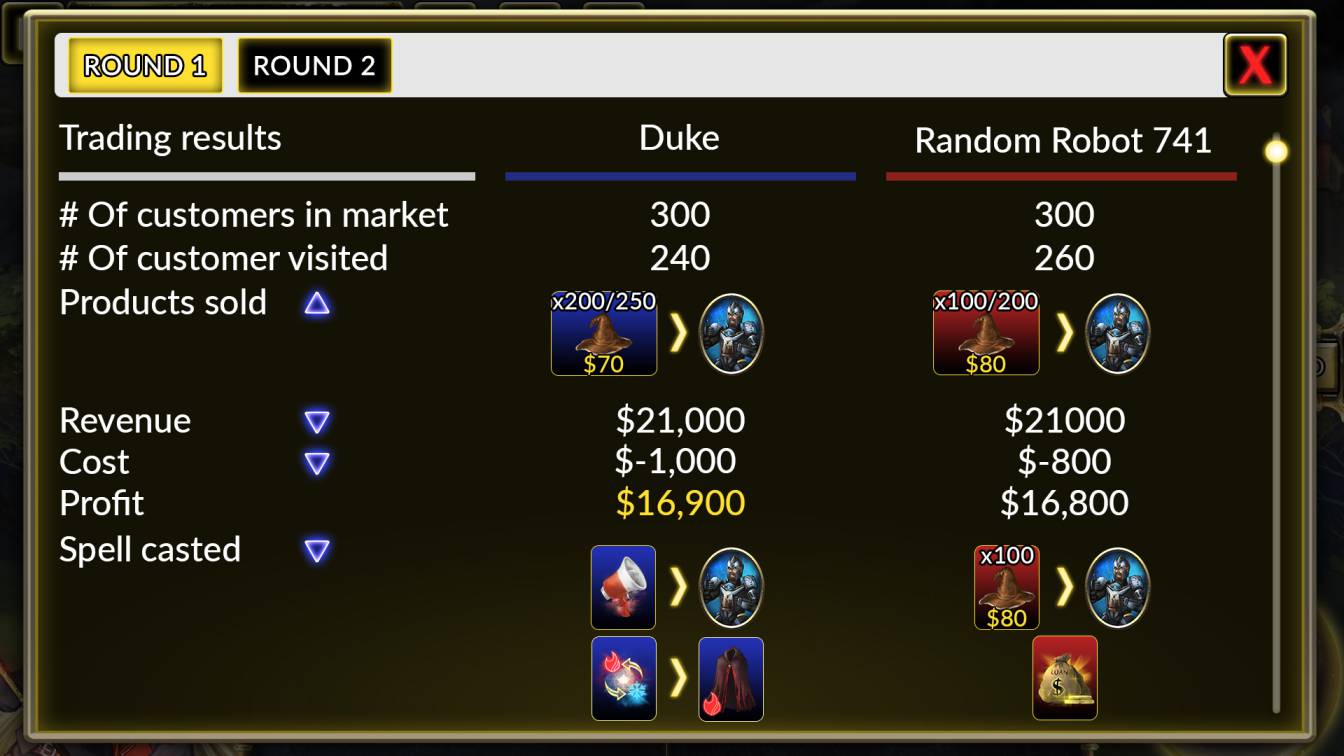 ROUND 1 ROUND 2 X
Trading results Duke Random Robot 741
# Of customers in market 300 300
# Of customer visited 240 260
Products sold x200/250 $70 x100/200 $80
Revenue $21,000 $21000
Cost $-1,000 $-800
Profit $16,900 $16,800
Spell casted x100 $80
LOAN $